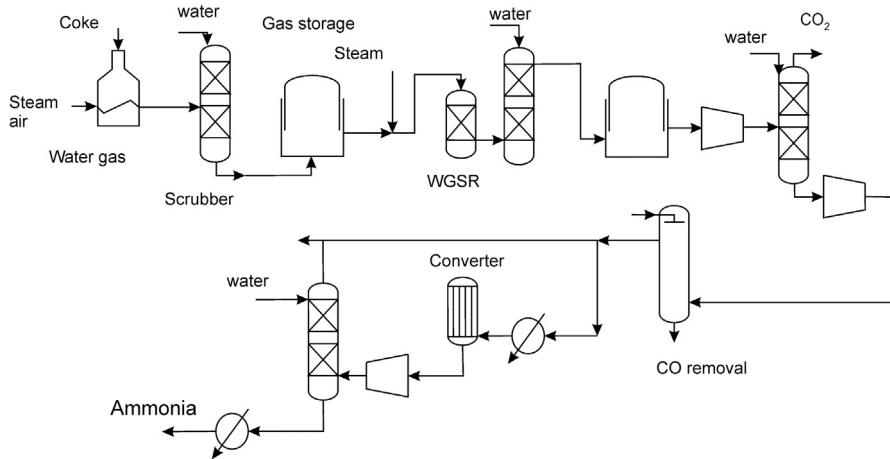 Coke
water
Gas storage
Steam
water
CO₂
water
Steam
air
Water gas
Scrubber
WGSR
Converter
water
CO removal
Ammonia